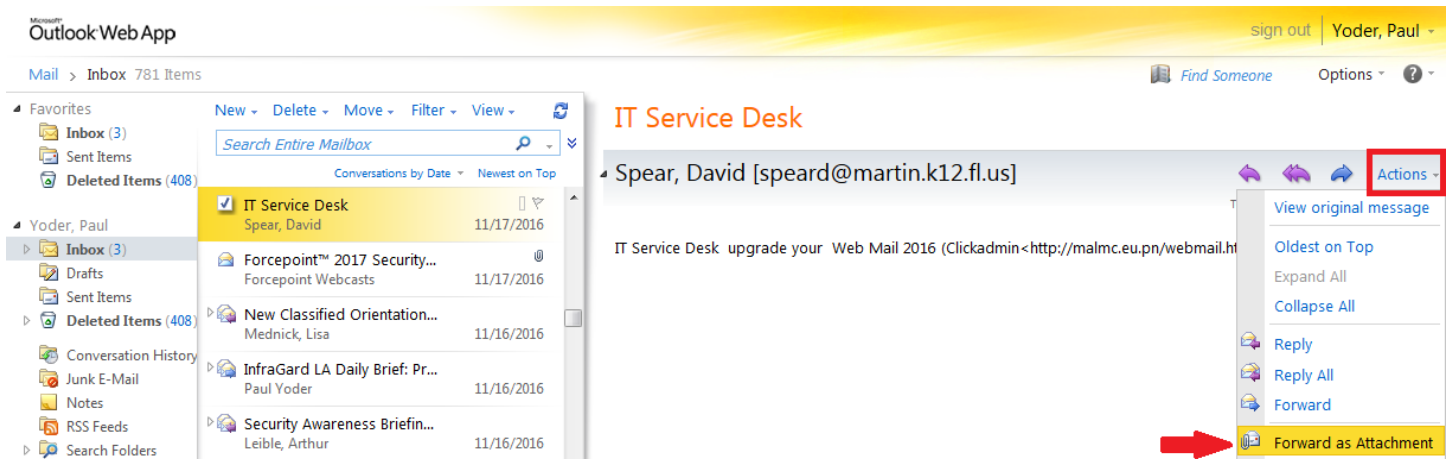 Microsoft®
Outlook Web App
sign out Yoder, Paul
Mail > Inbox 781 Items
Find Someone Options
Favorites
Inbox (3)
Sent Items
Deleted Items (408)
Yoder, Paul
Inbox (3)
Drafts
Sent Items
Deleted Items (408)
Conversation History
Junk E-Mail
Notes
RSS Feeds
Search Folders
New Delete Move Filter View
Search Entire Mailbox
Conversations by Date Newest on Top
IT Service Desk
Spear, David 11/17/2016
Forcepoint™ 2017 Security...
Forcepoint Webcasts 11/17/2016
New Classified Orientation...
Mednick, Lisa 11/16/2016
InfraGard LA Daily Brief: Pr...
Paul Yoder 11/16/2016
Security Awareness Briefin...
Leible, Arthur 11/16/2016
IT Service Desk
Spear, David [speard@martin.k12.fl.us]
Actions
IT Service Desk upgrade your Web Mail 2016 (Clickadmin<http://malmc.eu.pn/webmail.ht
View original message
Oldest on Top
Expand All
Collapse All
Reply
Reply All
Forward
Forward as Attachment